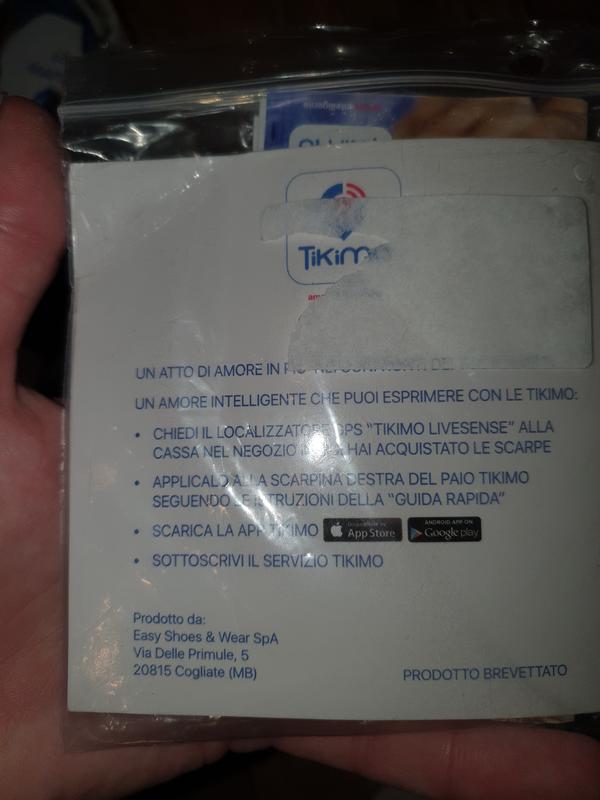 TiKiMO
UN ATTO DI AMORE IN PIÙ NEI CONFRONTI DEI
UN AMORE INTELLIGENTE CHE PUOI ESPRIMERE CON LE TIKIMO:
• CHIEDI IL LOCALIZZATORE GPS “TIKIMO LIVESENSE” ALLA
CASSA NEL NEGOZIO HAI ACQUISTATO LE SCARPE
• APPLICALO ALLA SCARPINA DESTRA DEL PAIO TIKIMO
SEGUENDO LE ISTRUZIONI DELLA “GUIDA RAPIDA”
• SCARICA LA APP TIKIMO App Store ANDROID APP ON Google play
• SOTTOSCRIVI IL SERVIZIO TIKIMO
Prodotto da:
Easy Shoes & Wear SpA
Via Delle Primule, 5
20815 Cogliate (MB)
PRODOTTO BREVETTATO